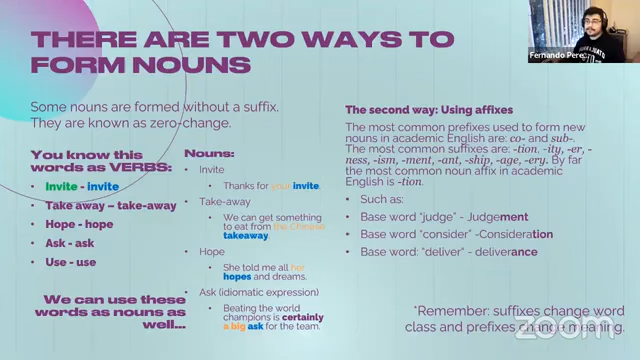 THERE ARE TWO WAYS TO
FORM NOUNS
Fernando Pere
Some nouns are formed without a suffix.
They are known as zero-change.
You know this
words as VERBS:
• Invite - invite
• Take away – take-away
• Hope - hope
• Ask - ask
• Use - use
We can use these
words as nouns as
well...
Nouns:
• Invite
• Thanks for your invite.
• Take-away
• We can get something
to eat from the Chinese
takeaway.
• Hope
• She told me all her
hopes and dreams.
• Ask (idiomatic expression)
• Beating the world
champions is certainly
a big ask for the team.
The second way: Using affixes
The most common prefixes used to form new
nouns in academic English are: co- and sub-.
The most common suffixes are: -tion, -ity, -er, -
ness, -ism, -ment, -ant, -ship, -age, -ery. By far
the most common noun affix in academic
English is -tion.
• Such as:
• Base word “judge” - Judgement
• Base word “consider” -Consideration
• Base word: “deliver” - deliverance
*Remember: suffixes change word
class and prefixes change meaning.
zoom